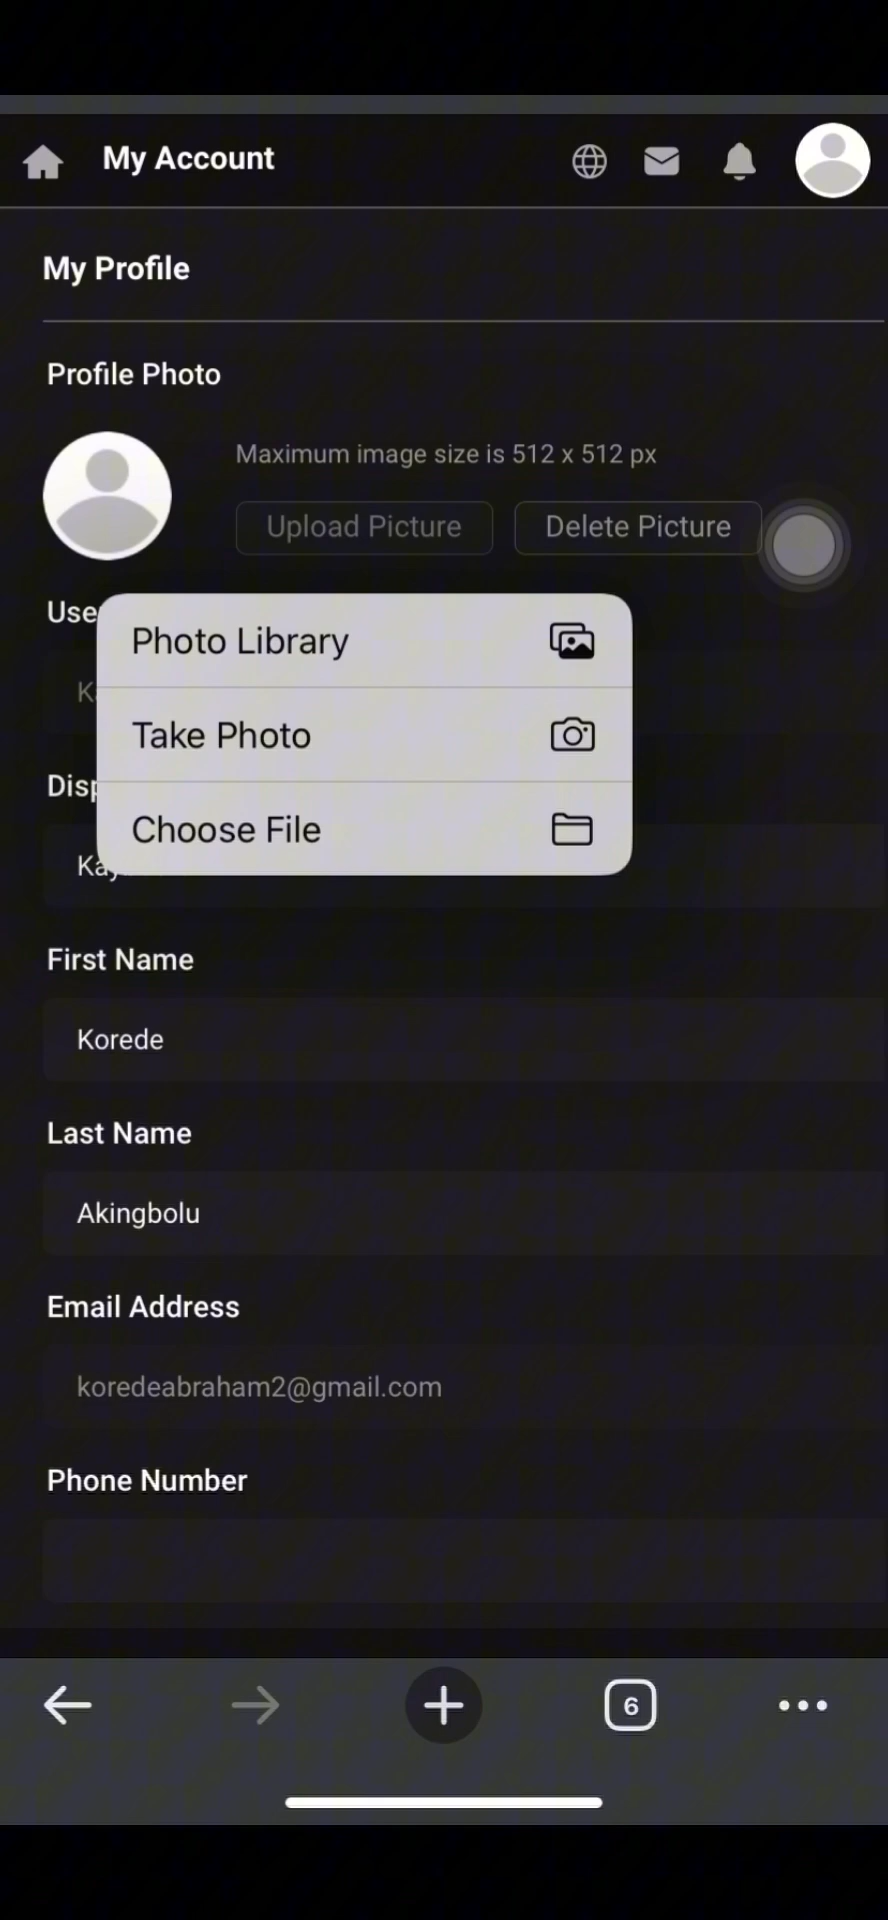 My Account
My Profile
Profile Photo
Maximum image size is 512 x 512 px
Upload Picture
Delete Picture
Photo Library
Take Photo
Choose File
First Name
Korede
Last Name
Akingbolu
Email Address
koredeabraham2@gmail.com
Phone Number
6